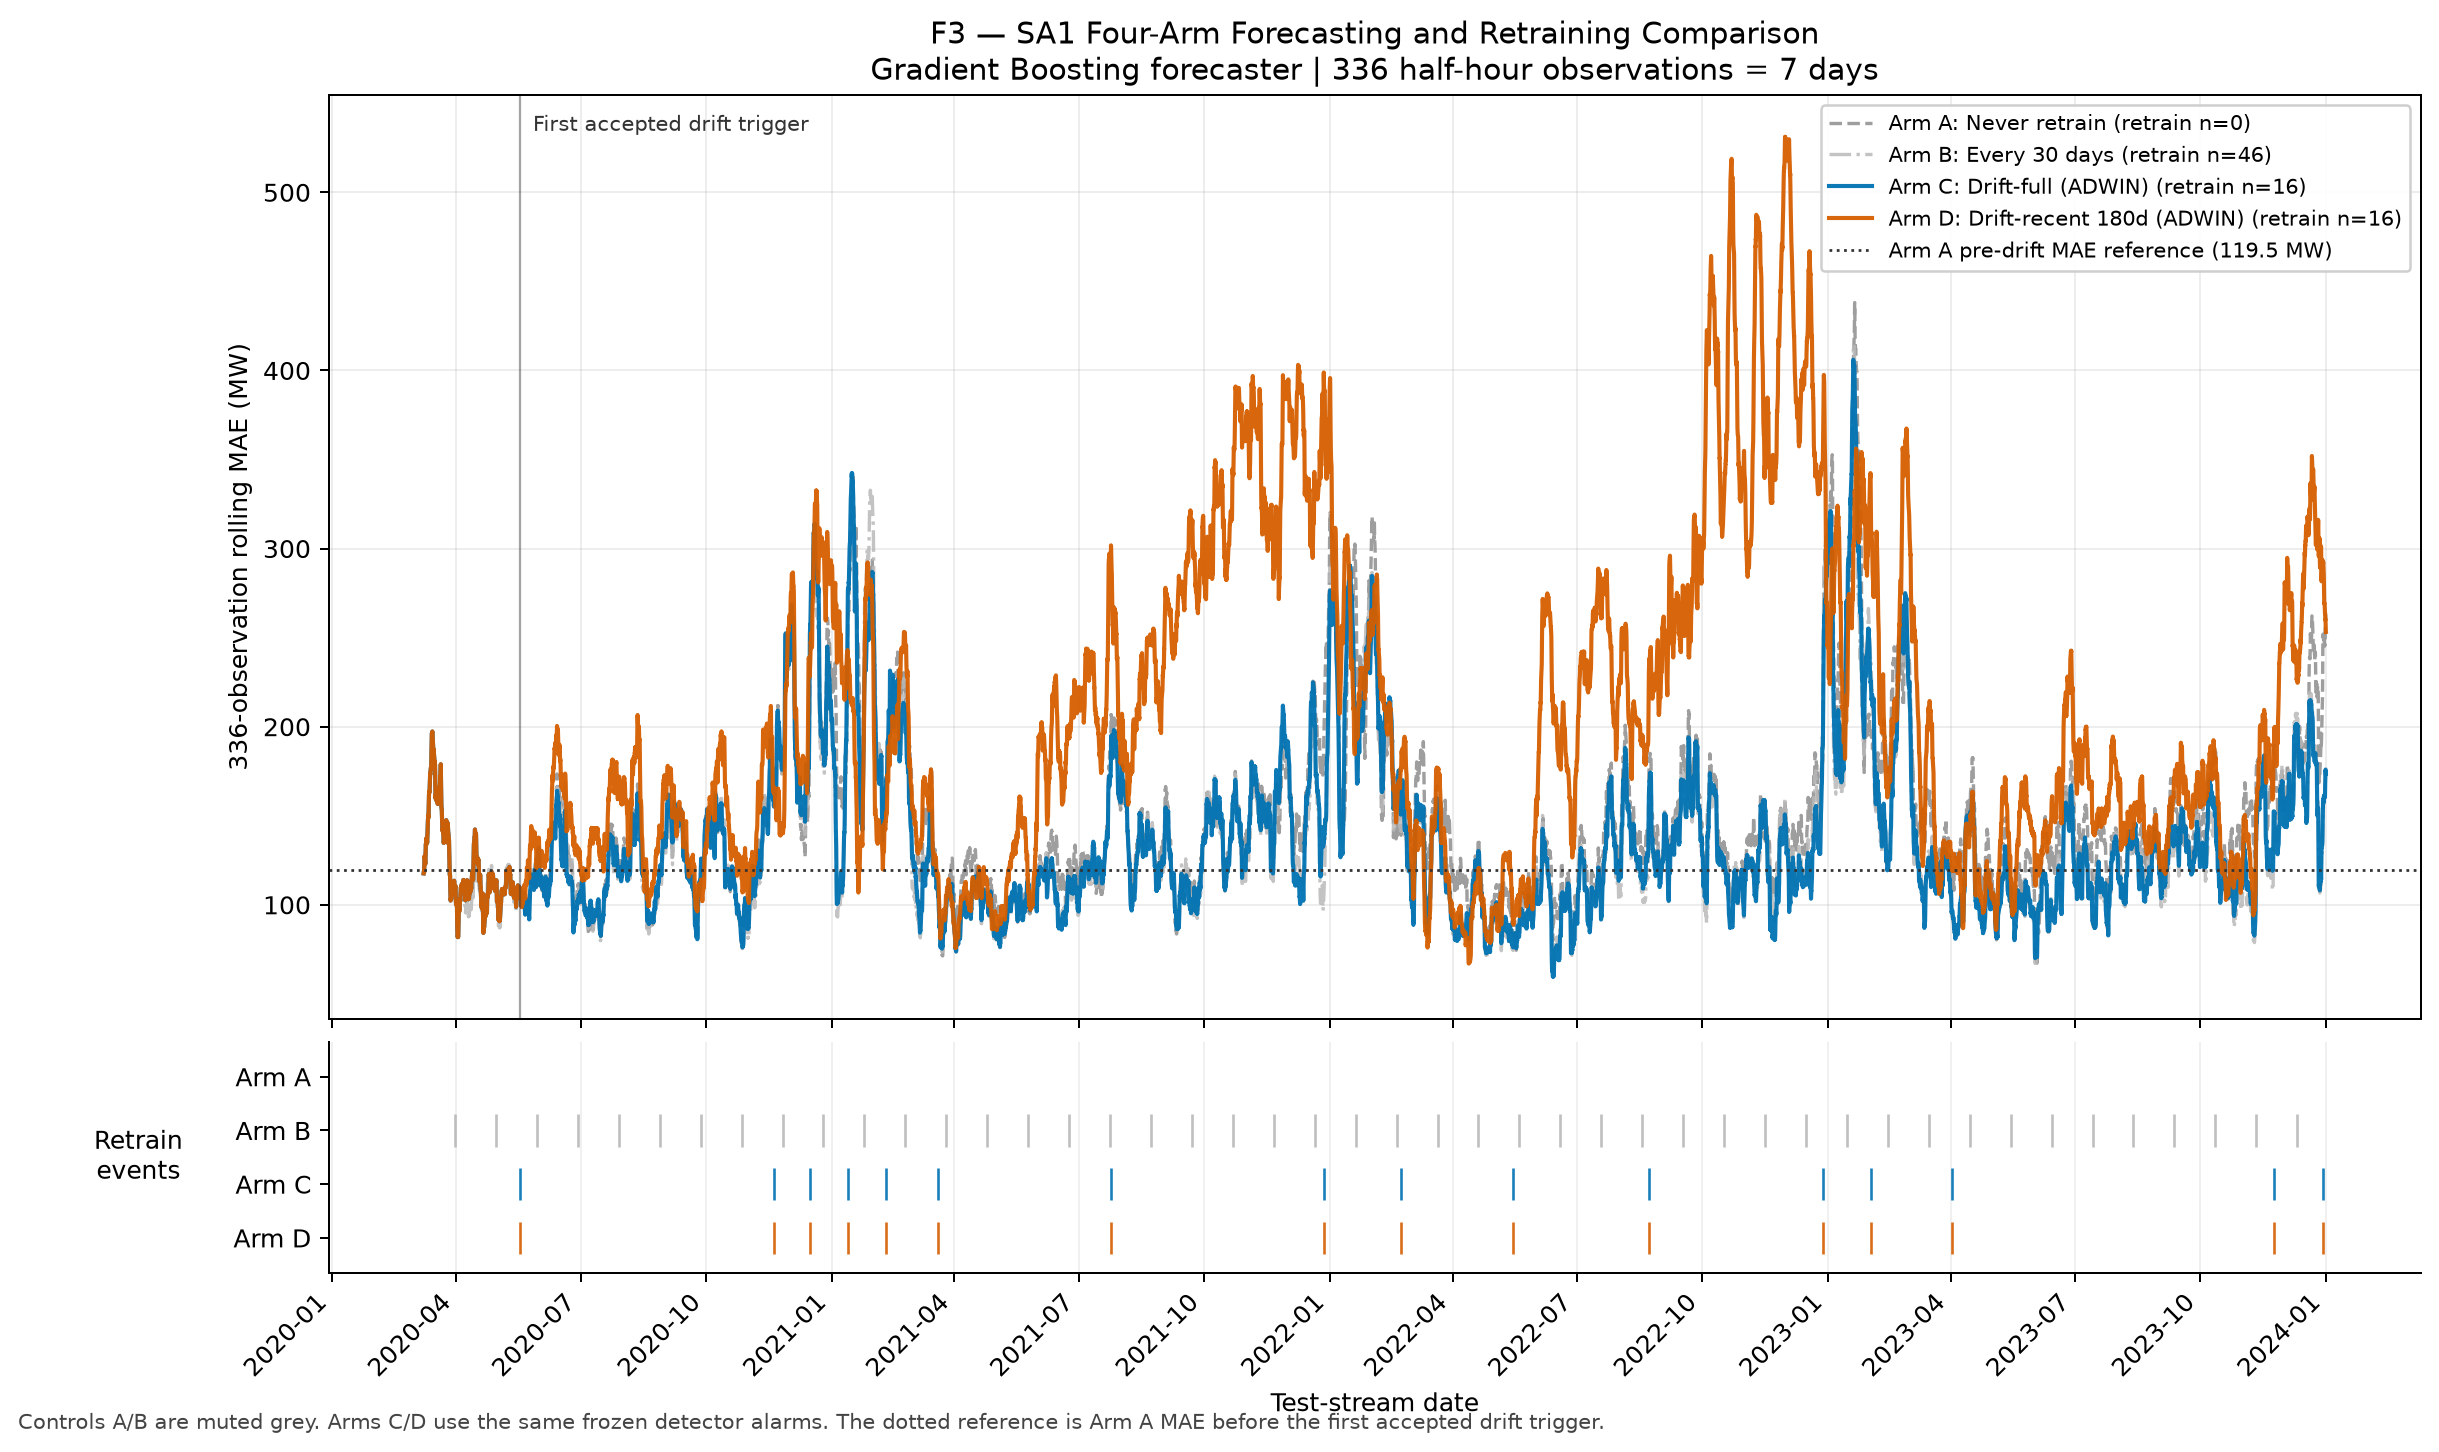 F3 — SA1 Four-Arm Forecasting and Retraining Comparison
Gradient Boosting forecaster | 336 half-hour observations = 7 days
First accepted drift trigger
Arm A: Never retrain (retrain n=0)
Arm B: Every 30 days (retrain n=46)
Arm C: Drift-full (ADWIN) (retrain n=16)
Arm D: Drift-recent 180d (ADWIN) (retrain n=16)
Arm A pre-drift MAE reference (119.5 MW)
336-observation rolling MAE (MW)
500
400
300
200
100
Retrain
events
Arm A
Arm B
Arm C
Arm D
2020-01
2020-04
2020-07
2020-10
2021-01
2021-04
2021-07
2021-10
2022-01
2022-04
2022-07
2022-10
2023-01
2023-04
2023-07
2023-10
2024-01
Test-stream date
Controls A/B are muted grey. Arms C/D use the same frozen detector alarms. The dotted reference is Arm A MAE before the first accepted drift trigger.